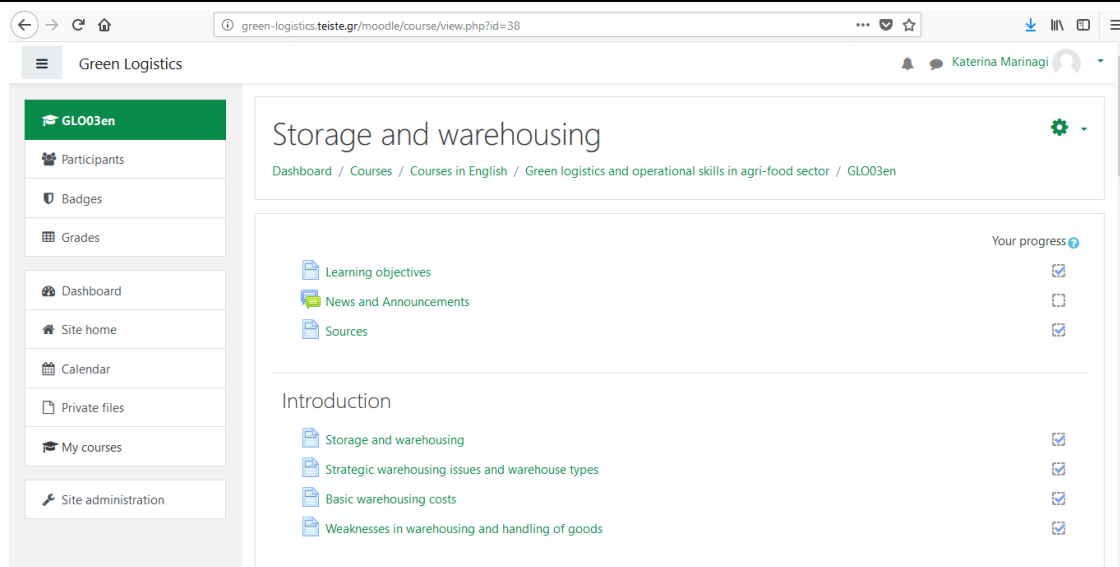 green-logistics.teiste.gr/moodle/course/view.php?id=38
Green Logistics
Katerina Marinagi
GLO03en
Participants
Badges
Grades
Dashboard
Site home
Calendar
Private files
My courses
Site administration
Storage and warehousing
Dashboard / Courses / Courses in English / Green logistics and operational skills in agri-food sector / GLO03en
Your progress
Learning objectives
News and Announcements
Sources
Introduction
Storage and warehousing
Strategic warehousing issues and warehouse types
Basic warehousing costs
Weaknesses in warehousing and handling of goods